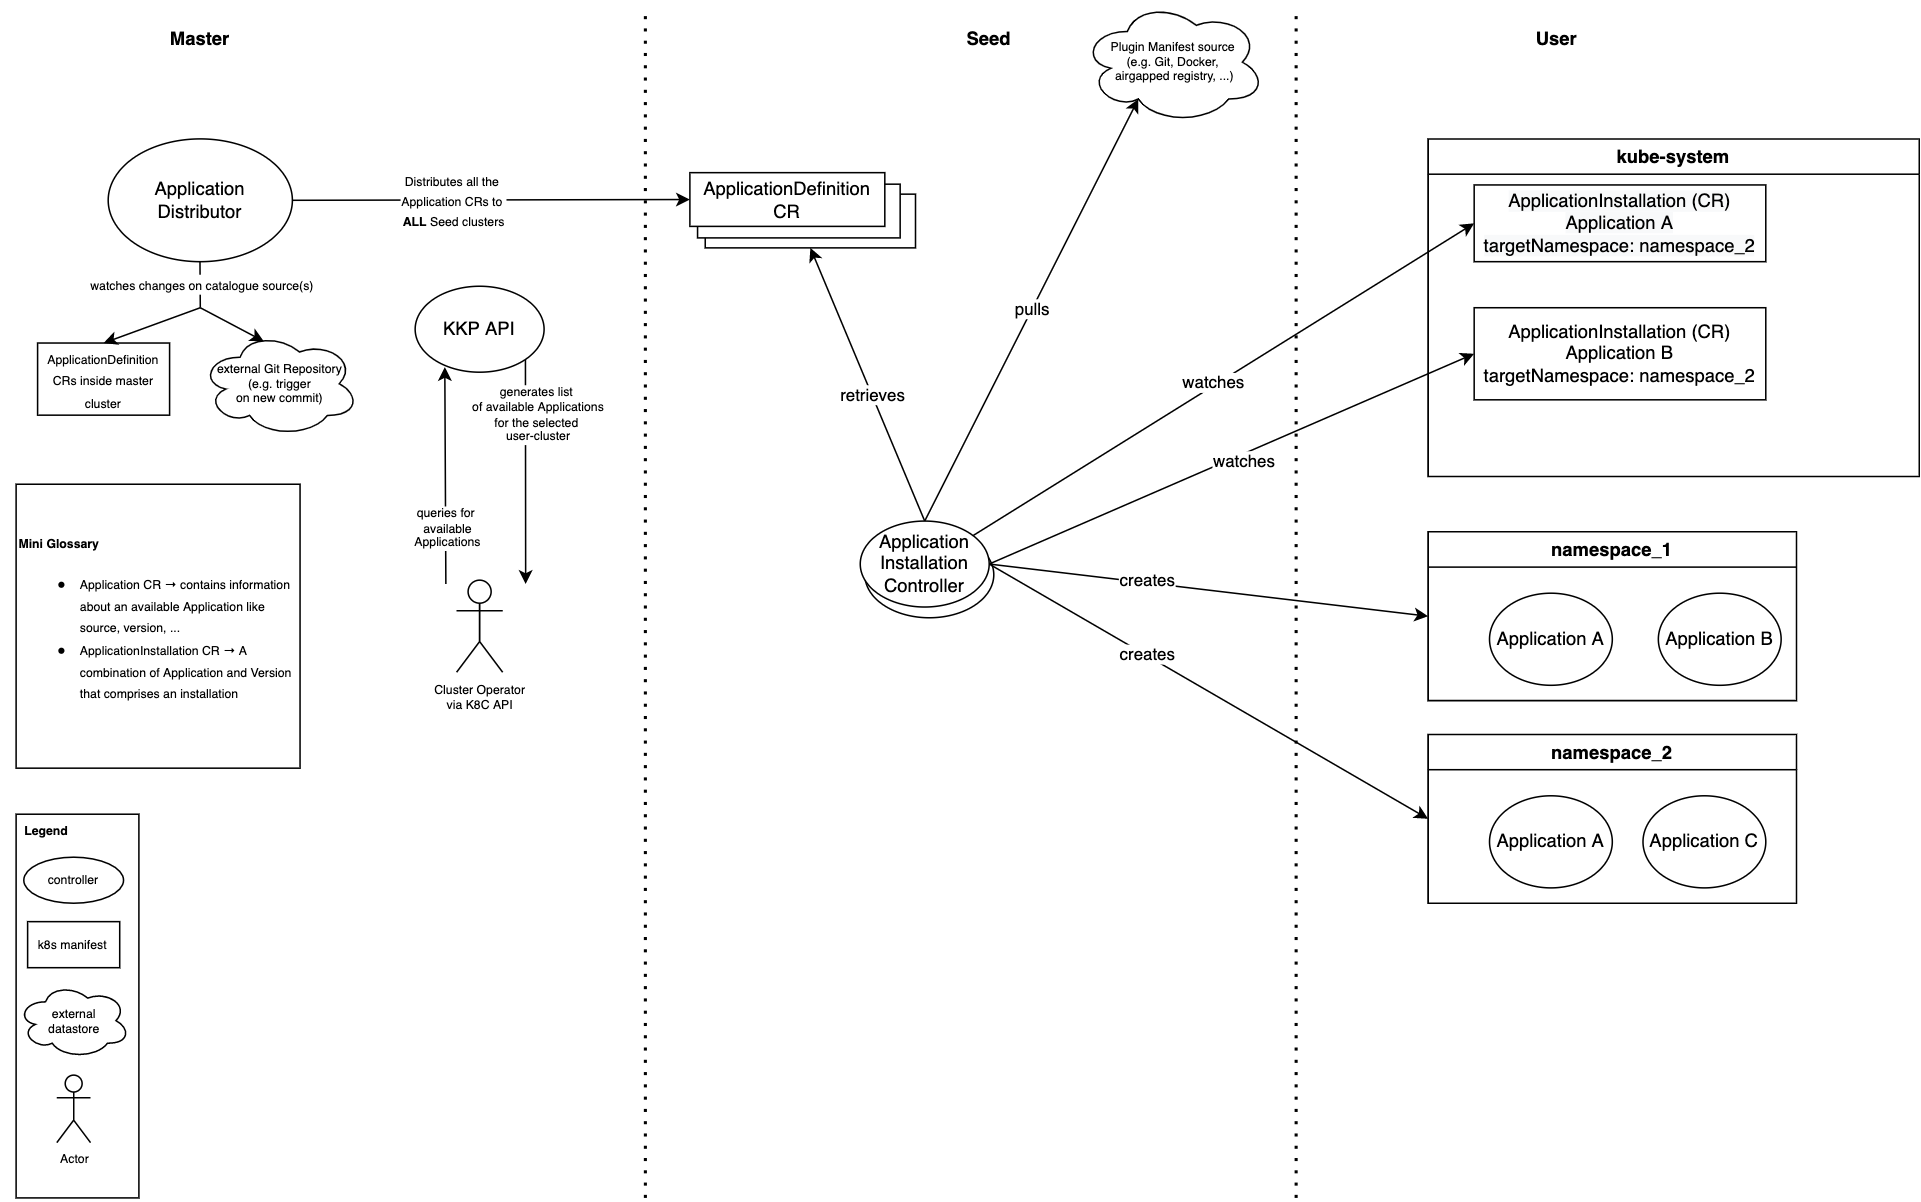 Master
Seed
User
Plugin Manifest source
(e.g. Git, Docker,
airgapped registry, ...)
Application
Distributor
Distributes all the
Application CRs to
ALL Seed clusters
ApplicationDefinition
CR
watches changes on catalogue source(s)
ApplicationDefinition
CRs inside master
cluster
external Git Repository
(e.g. trigger
on new commit)
KKP API
generates list
of available Applications
for the selected
user-cluster
queries for
available
Applications
Cluster Operator
via K8C API
retrieves
pulls
watches
watches
Application
Installation
Controller
creates
creates
kube-system
ApplicationInstallation (CR)
Application A
targetNamespace: namespace_2
ApplicationInstallation (CR)
Application B
targetNamespace: namespace_2
namespace_1
Application A
Application B
namespace_2
Application A
Application C
Mini Glossary
● Application CR → contains information
about an available Application like
source, version, ...
● ApplicationInstallation CR → A
combination of Application and Version
that comprises an installation
Legend
controller
k8s manifest
external
datastore
Actor